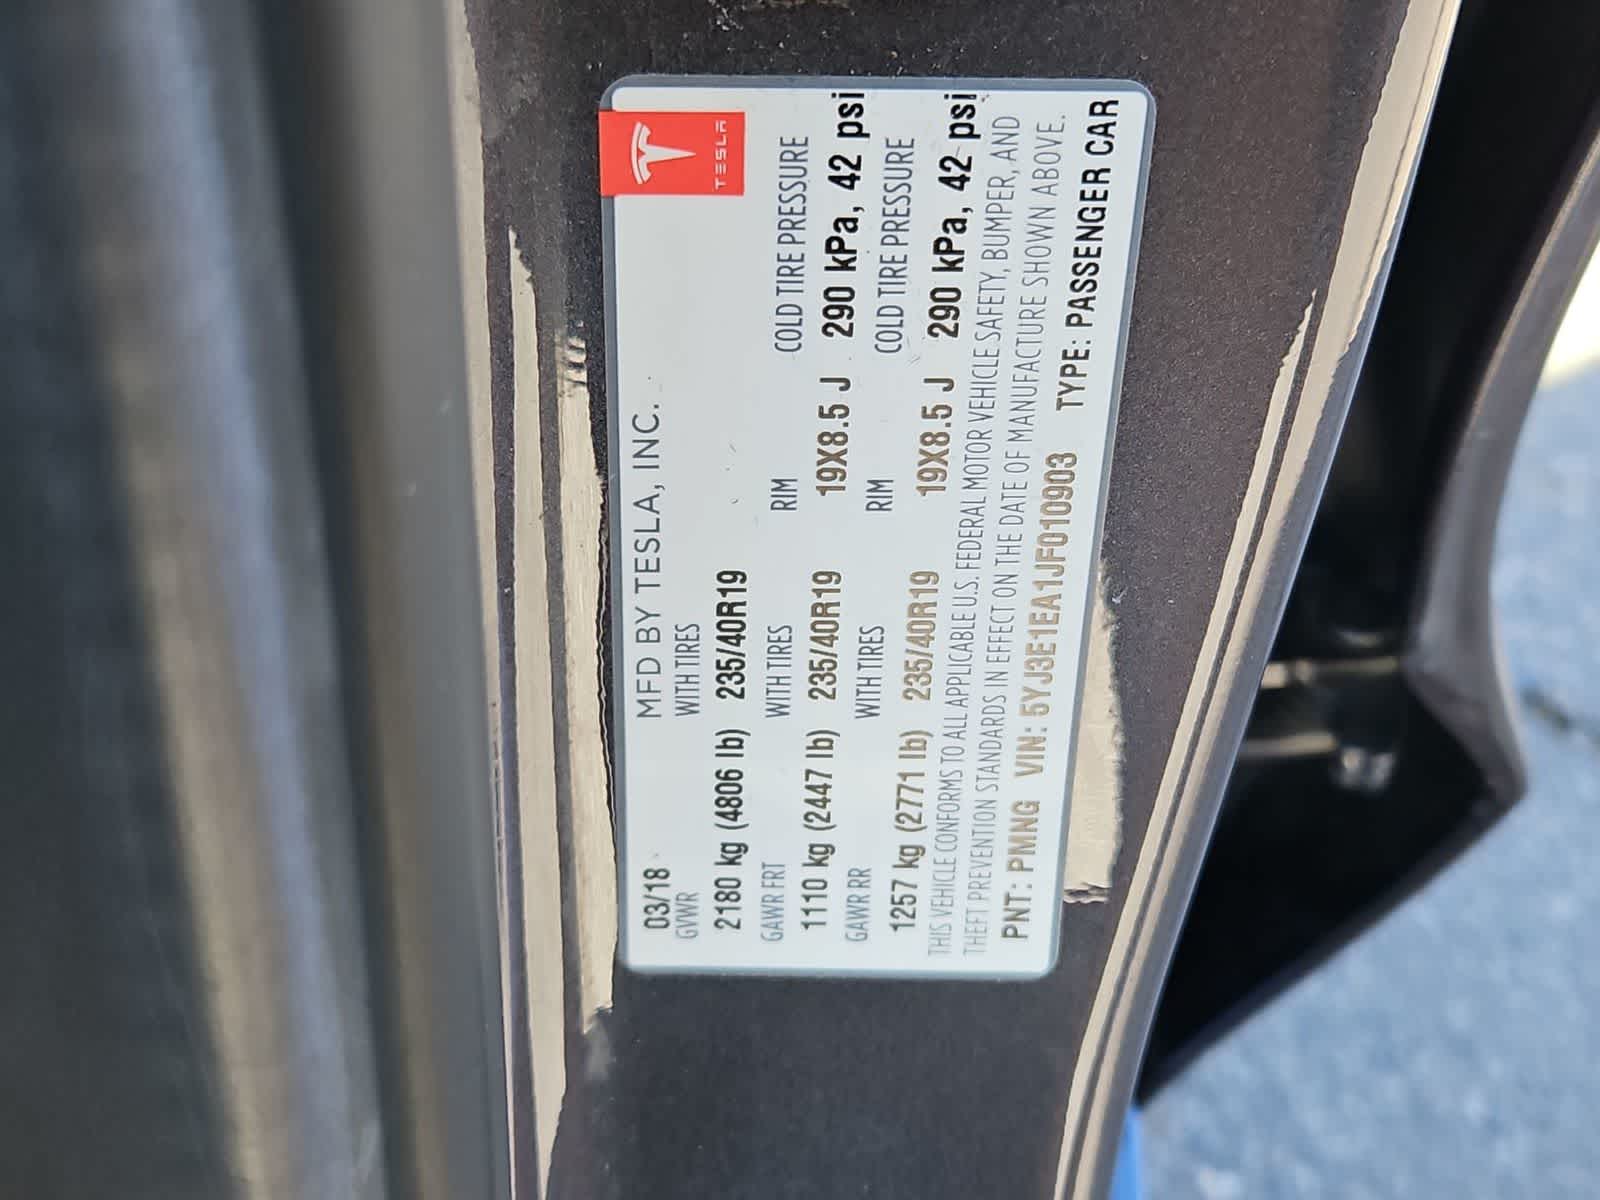 TESLA
MFD BY TESLA, INC.
03/18
GVWR WITH TIRES
2180 kg (4806 lb) 235/40R19
GAWR FRT WITH TIRES RIM COLD TIRE PRESSURE
1110 kg (2447 lb) 235/40R19 19X8.5 J 290 kPa, 42 psi
GAWR RR WITH TIRES RIM COLD TIRE PRESSURE
1257 kg (2771 lb) 235/40R19 19X8.5 J 290 kPa, 42 psi
THIS VEHICLE CONFORMS TO ALL APPLICABLE U.S. FEDERAL MOTOR VEHICLE SAFETY, BUMPER, AND
THEFT PREVENTION STANDARDS IN EFFECT ON THE DATE OF MANUFACTURE SHOWN ABOVE.
PNT: PMNG VIN: 5YJ3E1EA1JF010903 TYPE: PASSENGER CAR